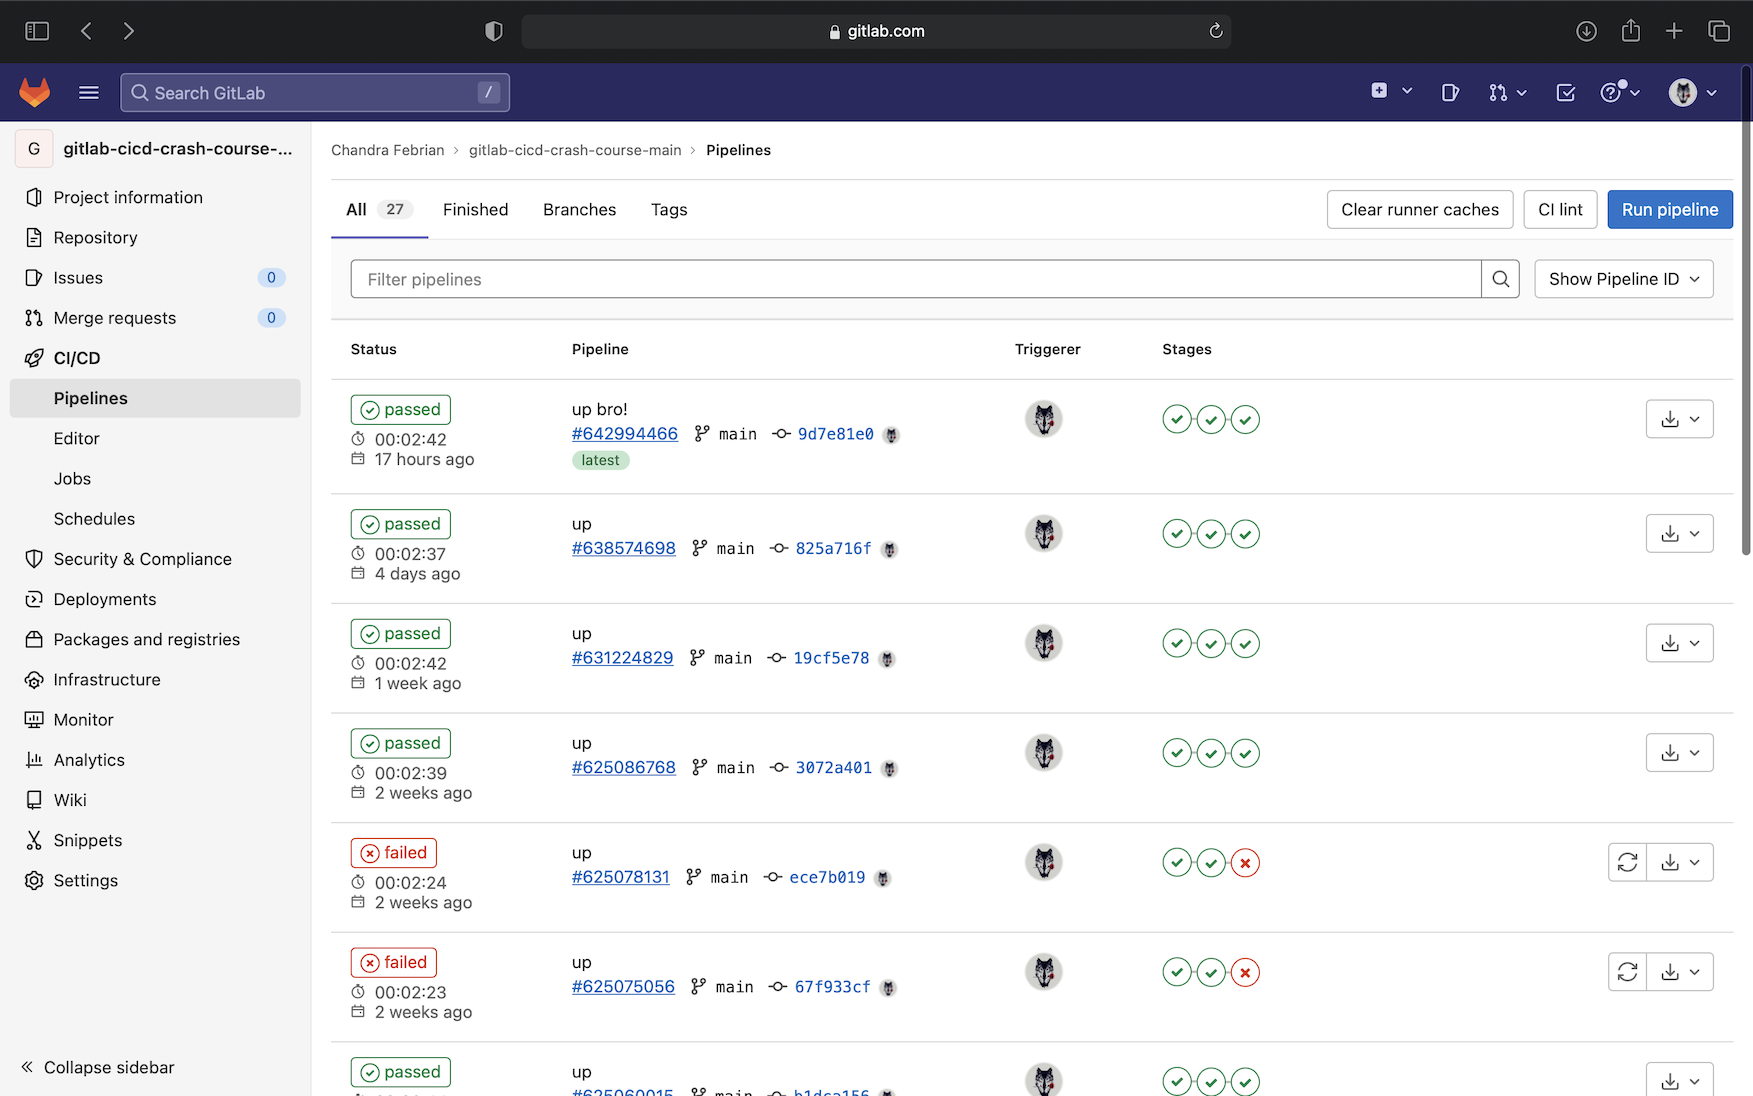 gitlab.com
Search GitLab /
G gitlab-cicd-crash-course-...
Project information
Repository
Issues 0
Merge requests 0
CI/CD
Pipelines
Editor
Jobs
Schedules
Security & Compliance
Deployments
Packages and registries
Infrastructure
Monitor
Analytics
Wiki
Snippets
Settings
Collapse sidebar
Chandra Febrian > gitlab-cicd-crash-course-main > Pipelines
All 27 Finished Branches Tags Clear runner caches CI lint Run pipeline
Filter pipelines Show Pipeline ID
Status Pipeline Triggerer Stages
passed up bro!
00:02:42 #642994466 main 9d7e81e0
17 hours ago latest
passed up
00:02:37 #638574698 main 825a716f
4 days ago
passed up
00:02:42 #631224829 main 19cf5e78
1 week ago
passed up
00:02:39 #625086768 main 3072a401
2 weeks ago
failed up
00:02:24 #625078131 main ece7b019
2 weeks ago
failed up
00:02:23 #625075056 main 67f933cf
2 weeks ago
passed up
#625060015 main b1dca156